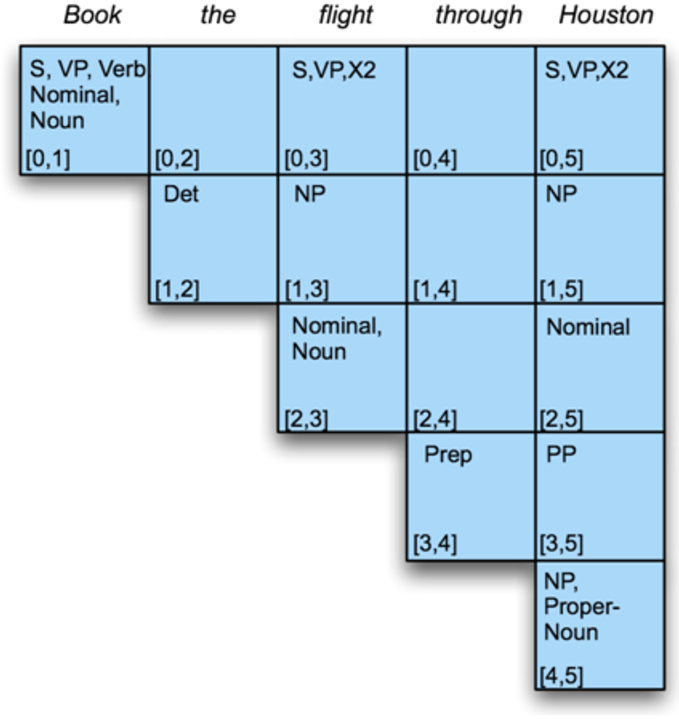 Book the flight through Houston
S, VP, Verb
Nominal,
Noun
[0,1]
[0,2]
S,VP,X2
[0,3]
[0,4]
S,VP,X2
[0,5]
Det
[1,2]
NP
[1,3]
[1,4]
NP
[1,5]
Nominal,
Noun
[2,3]
[2,4]
Nominal
[2,5]
Prep
[3,4]
PP
[3,5]
NP,
Proper-
Noun
[4,5]